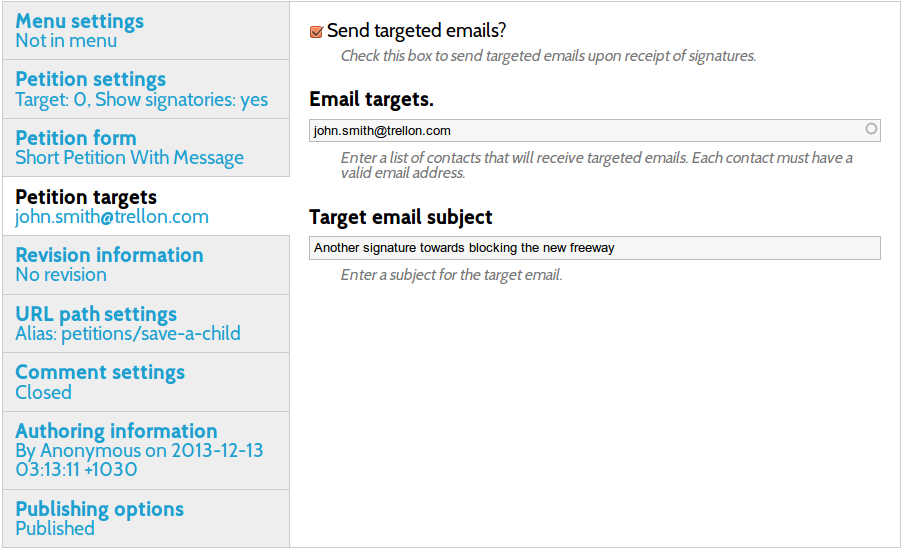 Menu settings
Not in menu
Petition settings
Target: 0, Show signatories: yes
Petition form
Short Petition With Message
Petition targets
john.smith@trellon.com
Revision information
No revision
URL path settings
Alias: petitions/save-a-child
Comment settings
Closed
Authoring information
By Anonymous on 2013-12-13
03:13:11 +1030
Publishing options
Published
Send targeted emails?
Check this box to send targeted emails upon receipt of signatures.
Email targets.
john.smith@trellon.com
Enter a list of contacts that will receive targeted emails. Each contact must have a
valid email address.
Target email subject
Another signature towards blocking the new freeway
Enter a subject for the target email.